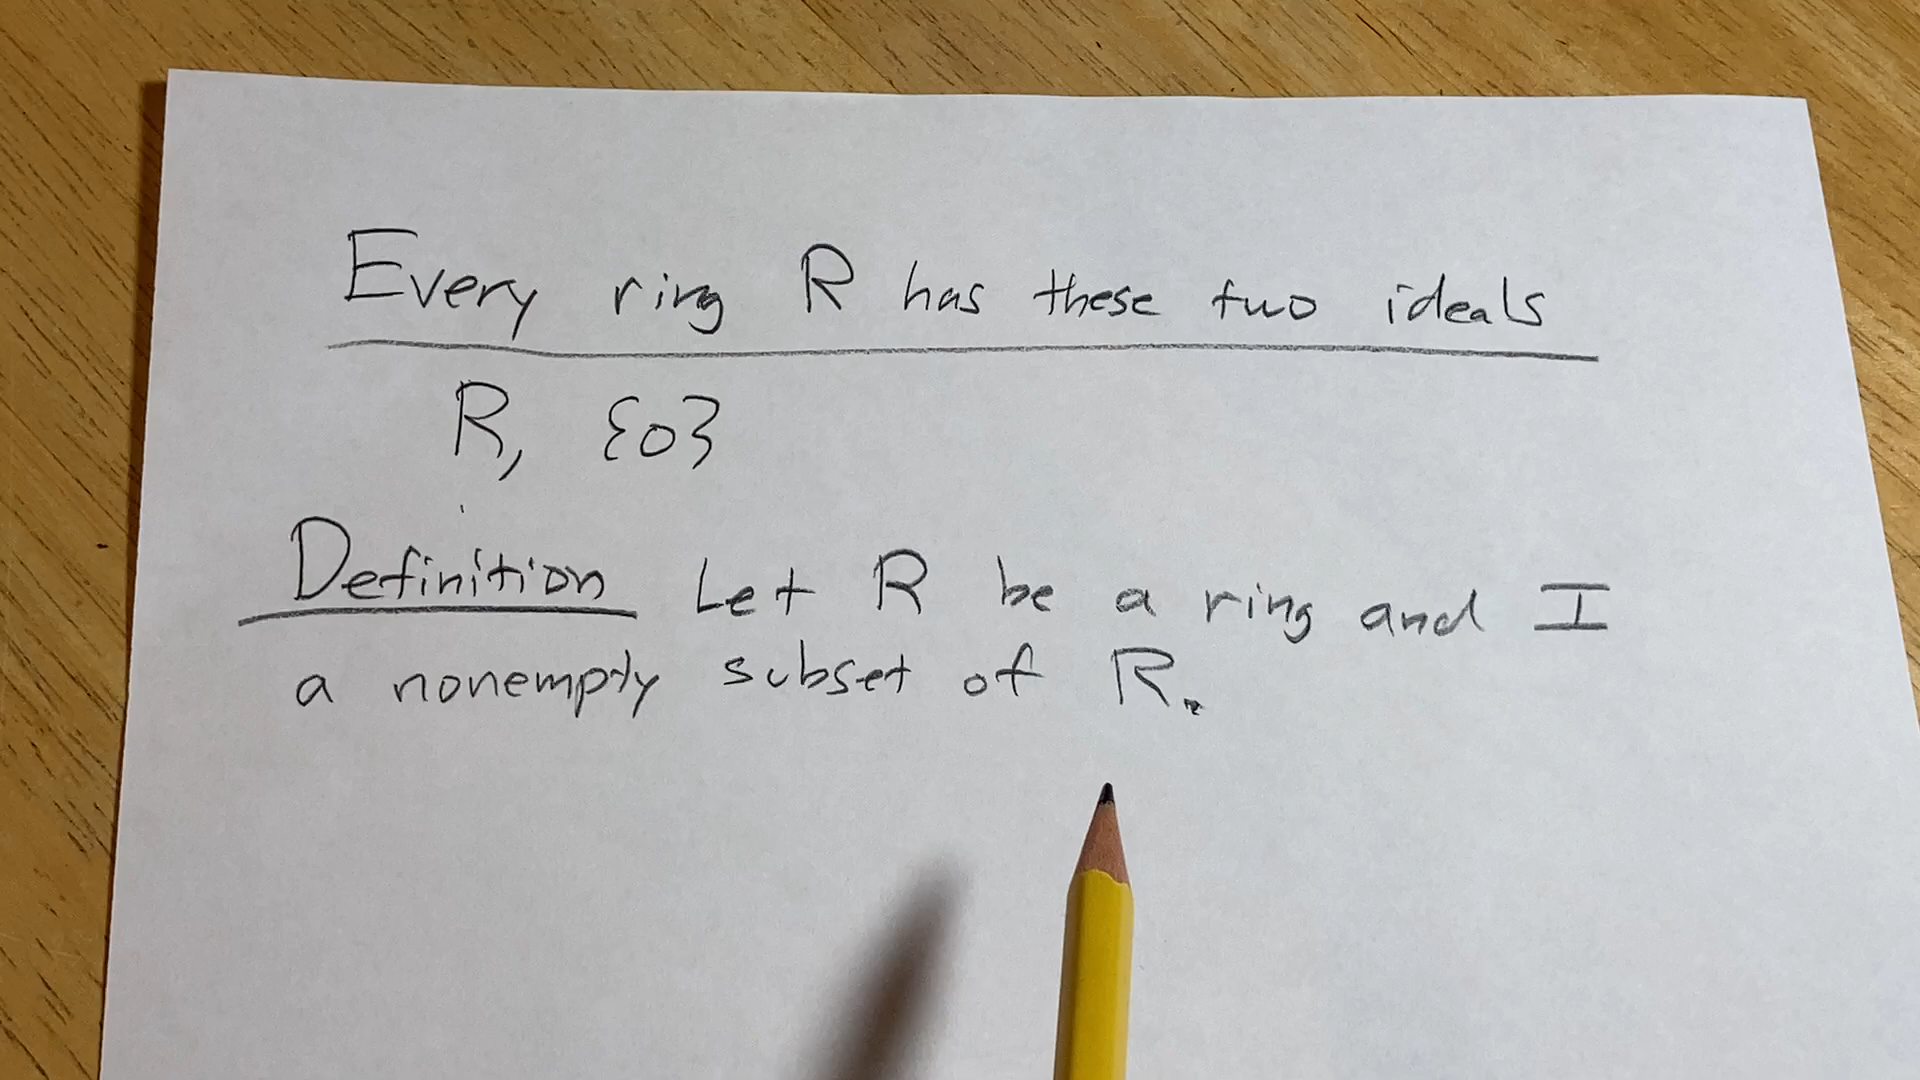 Every ring R has these two ideals
R, {0}
Definition Let R be a ring and I
a nonempty subset of R.